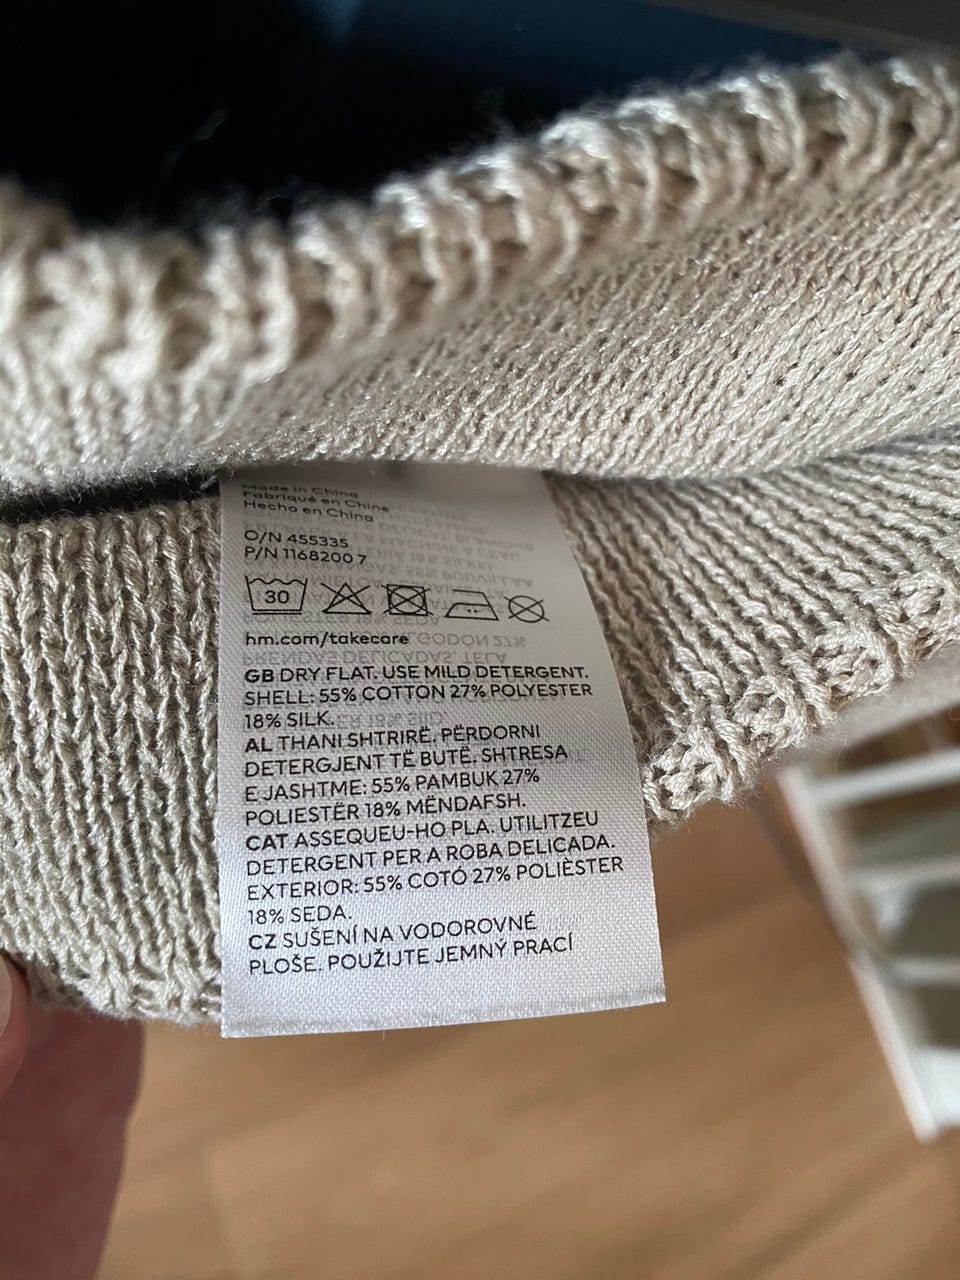 Made in China
Fabriqué en Chine
Hecho en China
O/N 455335
P/N 1168200 7
30
hm.com/takecare
GB DRY FLAT. USE MILD DETERGENT.
SHELL: 55% COTTON 27% POLYESTER
18% SILK.
AL THANI SHTRIRË. PËRDORNI
DETERGJENT TË BUTË. SHTRESA
E JASHTME: 55% PAMBUK 27%
POLIESTËR 18% MËNDAFSH.
CAT ASSEQUEU-HO PLA. UTILITZEU
DETERGENT PER A ROBA DELICADA.
EXTERIOR: 55% COTÓ 27% POLIÈSTER
18% SEDA.
CZ SUŠENÍ NA VODOROVNÉ
PLOŠE. POUŽIJTE JEMNÝ PRACÍ